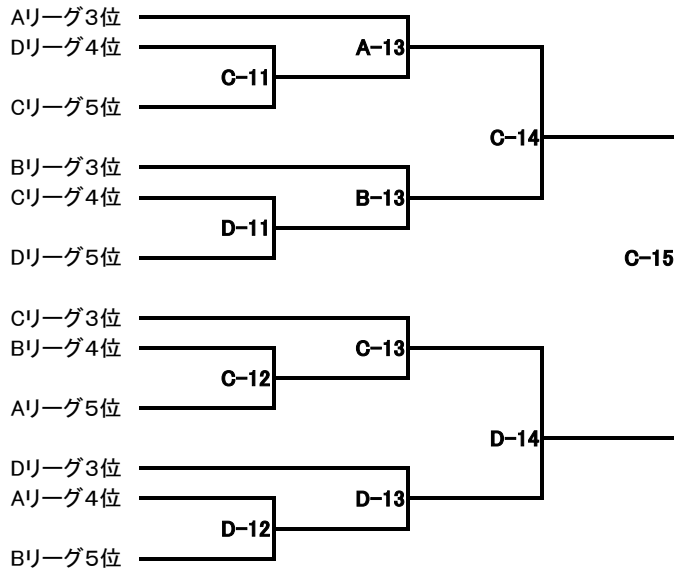 Aリーグ3位
Dリーグ4位
A-13
C-11
Cリーグ5位
C-14
Bリーグ3位
Cリーグ4位
B-13
D-11
Dリーグ5位
C-15
Cリーグ3位
Bリーグ4位
C-13
C-12
Aリーグ5位
D-14
Dリーグ3位
Aリーグ4位
D-13
D-12
Bリーグ5位